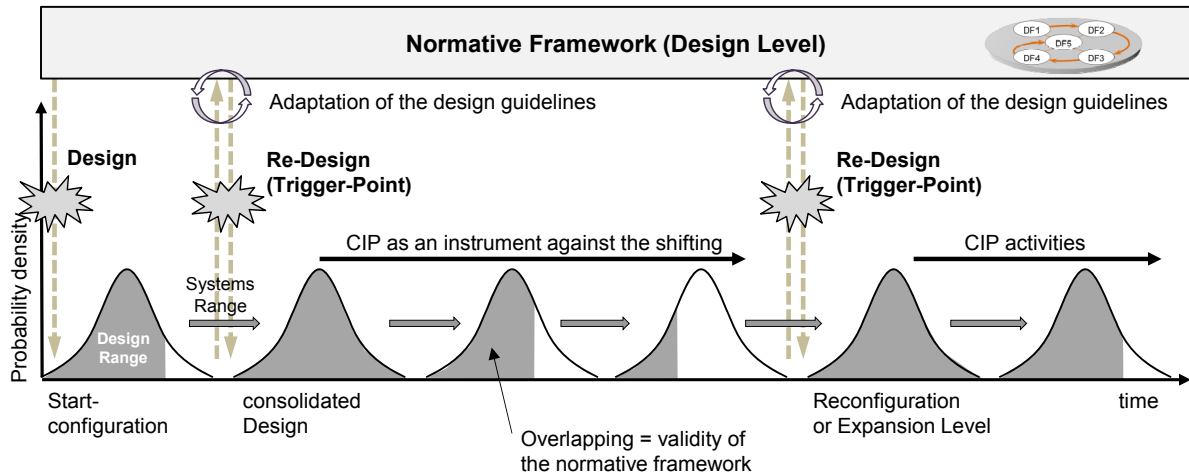 Normative Framework (Design Level)
DF1
DF2
DF5
DF4
DF3
Adaptation of the design guidelines
Adaptation of the design guidelines
Probability density
Design
Re-Design
(Trigger-Point)
Re-Design
(Trigger-Point)
CIP as an instrument against the shifting
CIP activities
Systems
Range
Design
Range
Start-
configuration
consolidated
Design
Reconfiguration
or Expansion Level
time
Overlapping = validity of
the normative framework